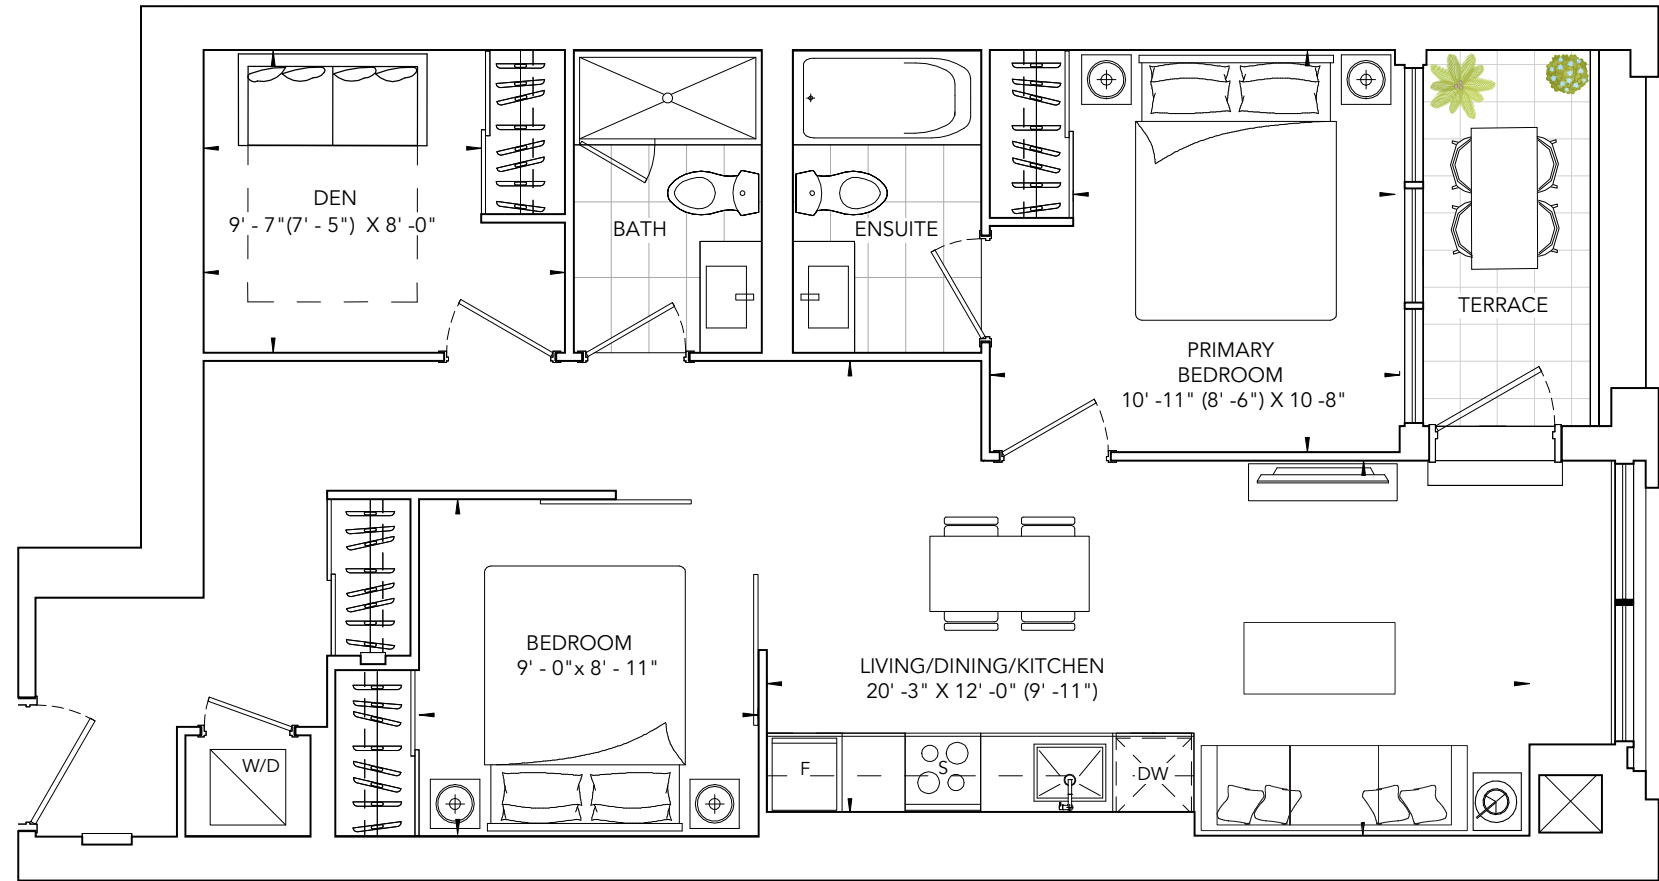 DEN
9' - 7"(7' - 5") X 8' -0"
BATH
ENSUITE
TERRACE
PRIMARY
BEDROOM
10' -11" (8' -6") X 10 -8"
BEDROOM
9' - 0"x 8' - 11"
LIVING/DINING/KITCHEN
20' -3" X 12' -0" (9' -11")
W/D
F
S
DW